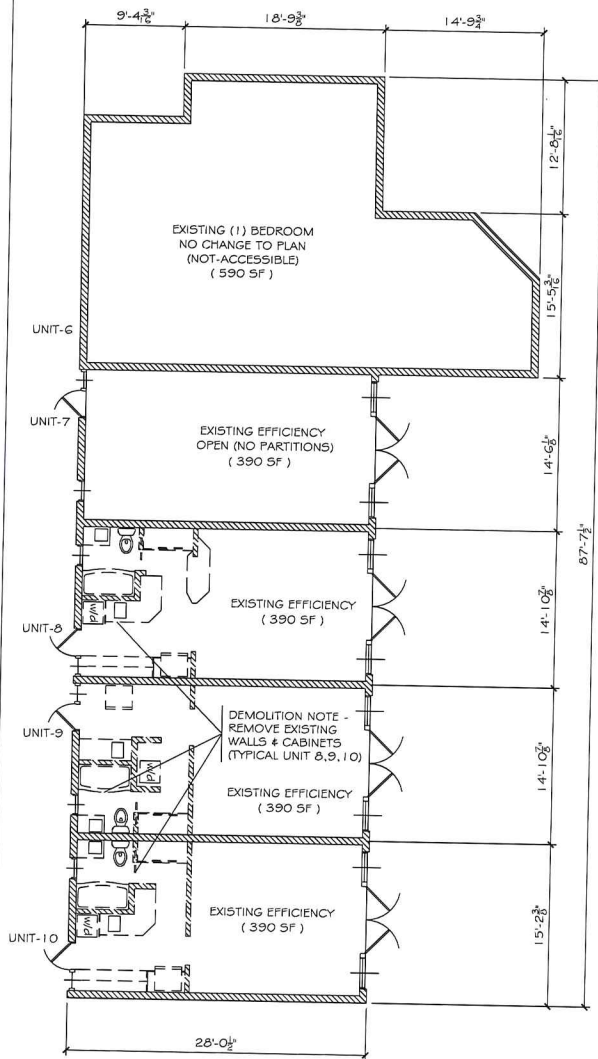 9'-4 3/16"
18'-9 3/8"
14'-9 3/4"
12'-8 1/16"
EXISTING (1) BEDROOM
NO CHANGE TO PLAN
(NOT-ACCESSIBLE)
( 590 SF )
15'-5 3/16"
UNIT-6
UNIT-7
EXISTING EFFICIENCY
OPEN (NO PARTITIONS)
( 390 SF )
14'-6 1/8"
87'-7 1/2"
EXISTING EFFICIENCY
( 390 SF )
14'-10 7/8"
W/d
UNIT-8
UNIT-9
DEMOLITION NOTE -
REMOVE EXISTING
WALLS & CABINETS
(TYPICAL UNIT 8,9,10)
W/d
EXISTING EFFICIENCY
( 390 SF )
14'-10 7/8"
EXISTING EFFICIENCY
( 390 SF )
15'-2 3/8"
W/d
UNIT-10
28'-0 1/2"